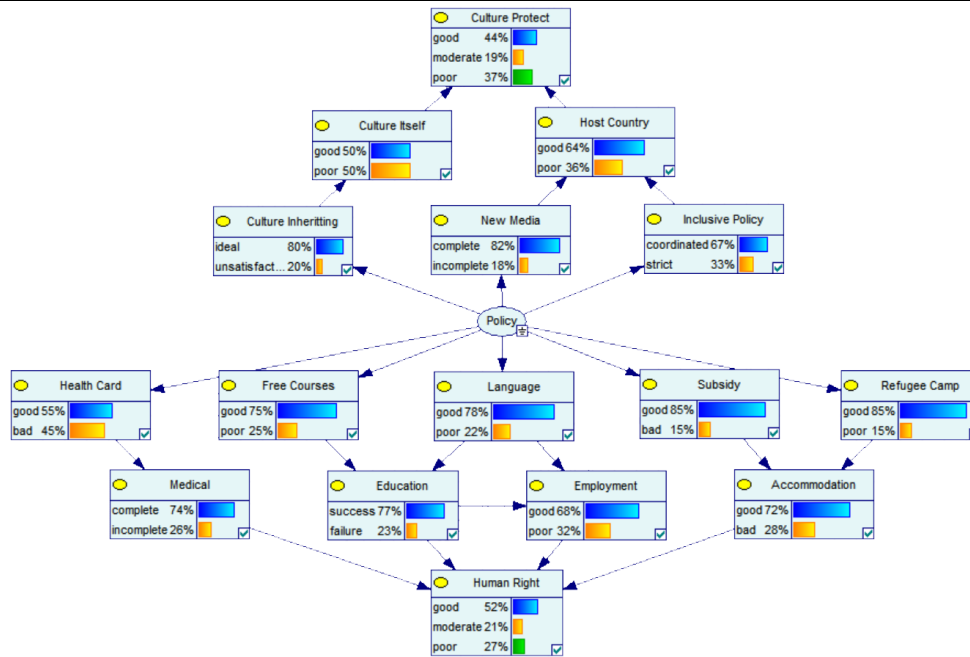 Culture Protect
good 44%
moderate 19%
poor 37%
Culture Itself
good 50%
poor 50%
Host Country
good 64%
poor 36%
Culture Inheritting
ideal 80%
unsatisfact... 20%
New Media
complete 82%
incomplete 18%
Inclusive Policy
coordinated 67%
strict 33%
Policy
Health Card
good 55%
bad 45%
Free Courses
good 75%
poor 25%
Language
good 78%
poor 22%
Subsidy
good 85%
bad 15%
Refugee Camp
good 85%
poor 15%
Medical
complete 74%
incomplete 26%
Education
success 77%
failure 23%
Employment
good 68%
poor 32%
Accommodation
good 72%
bad 28%
Human Right
good 52%
moderate 21%
poor 27%